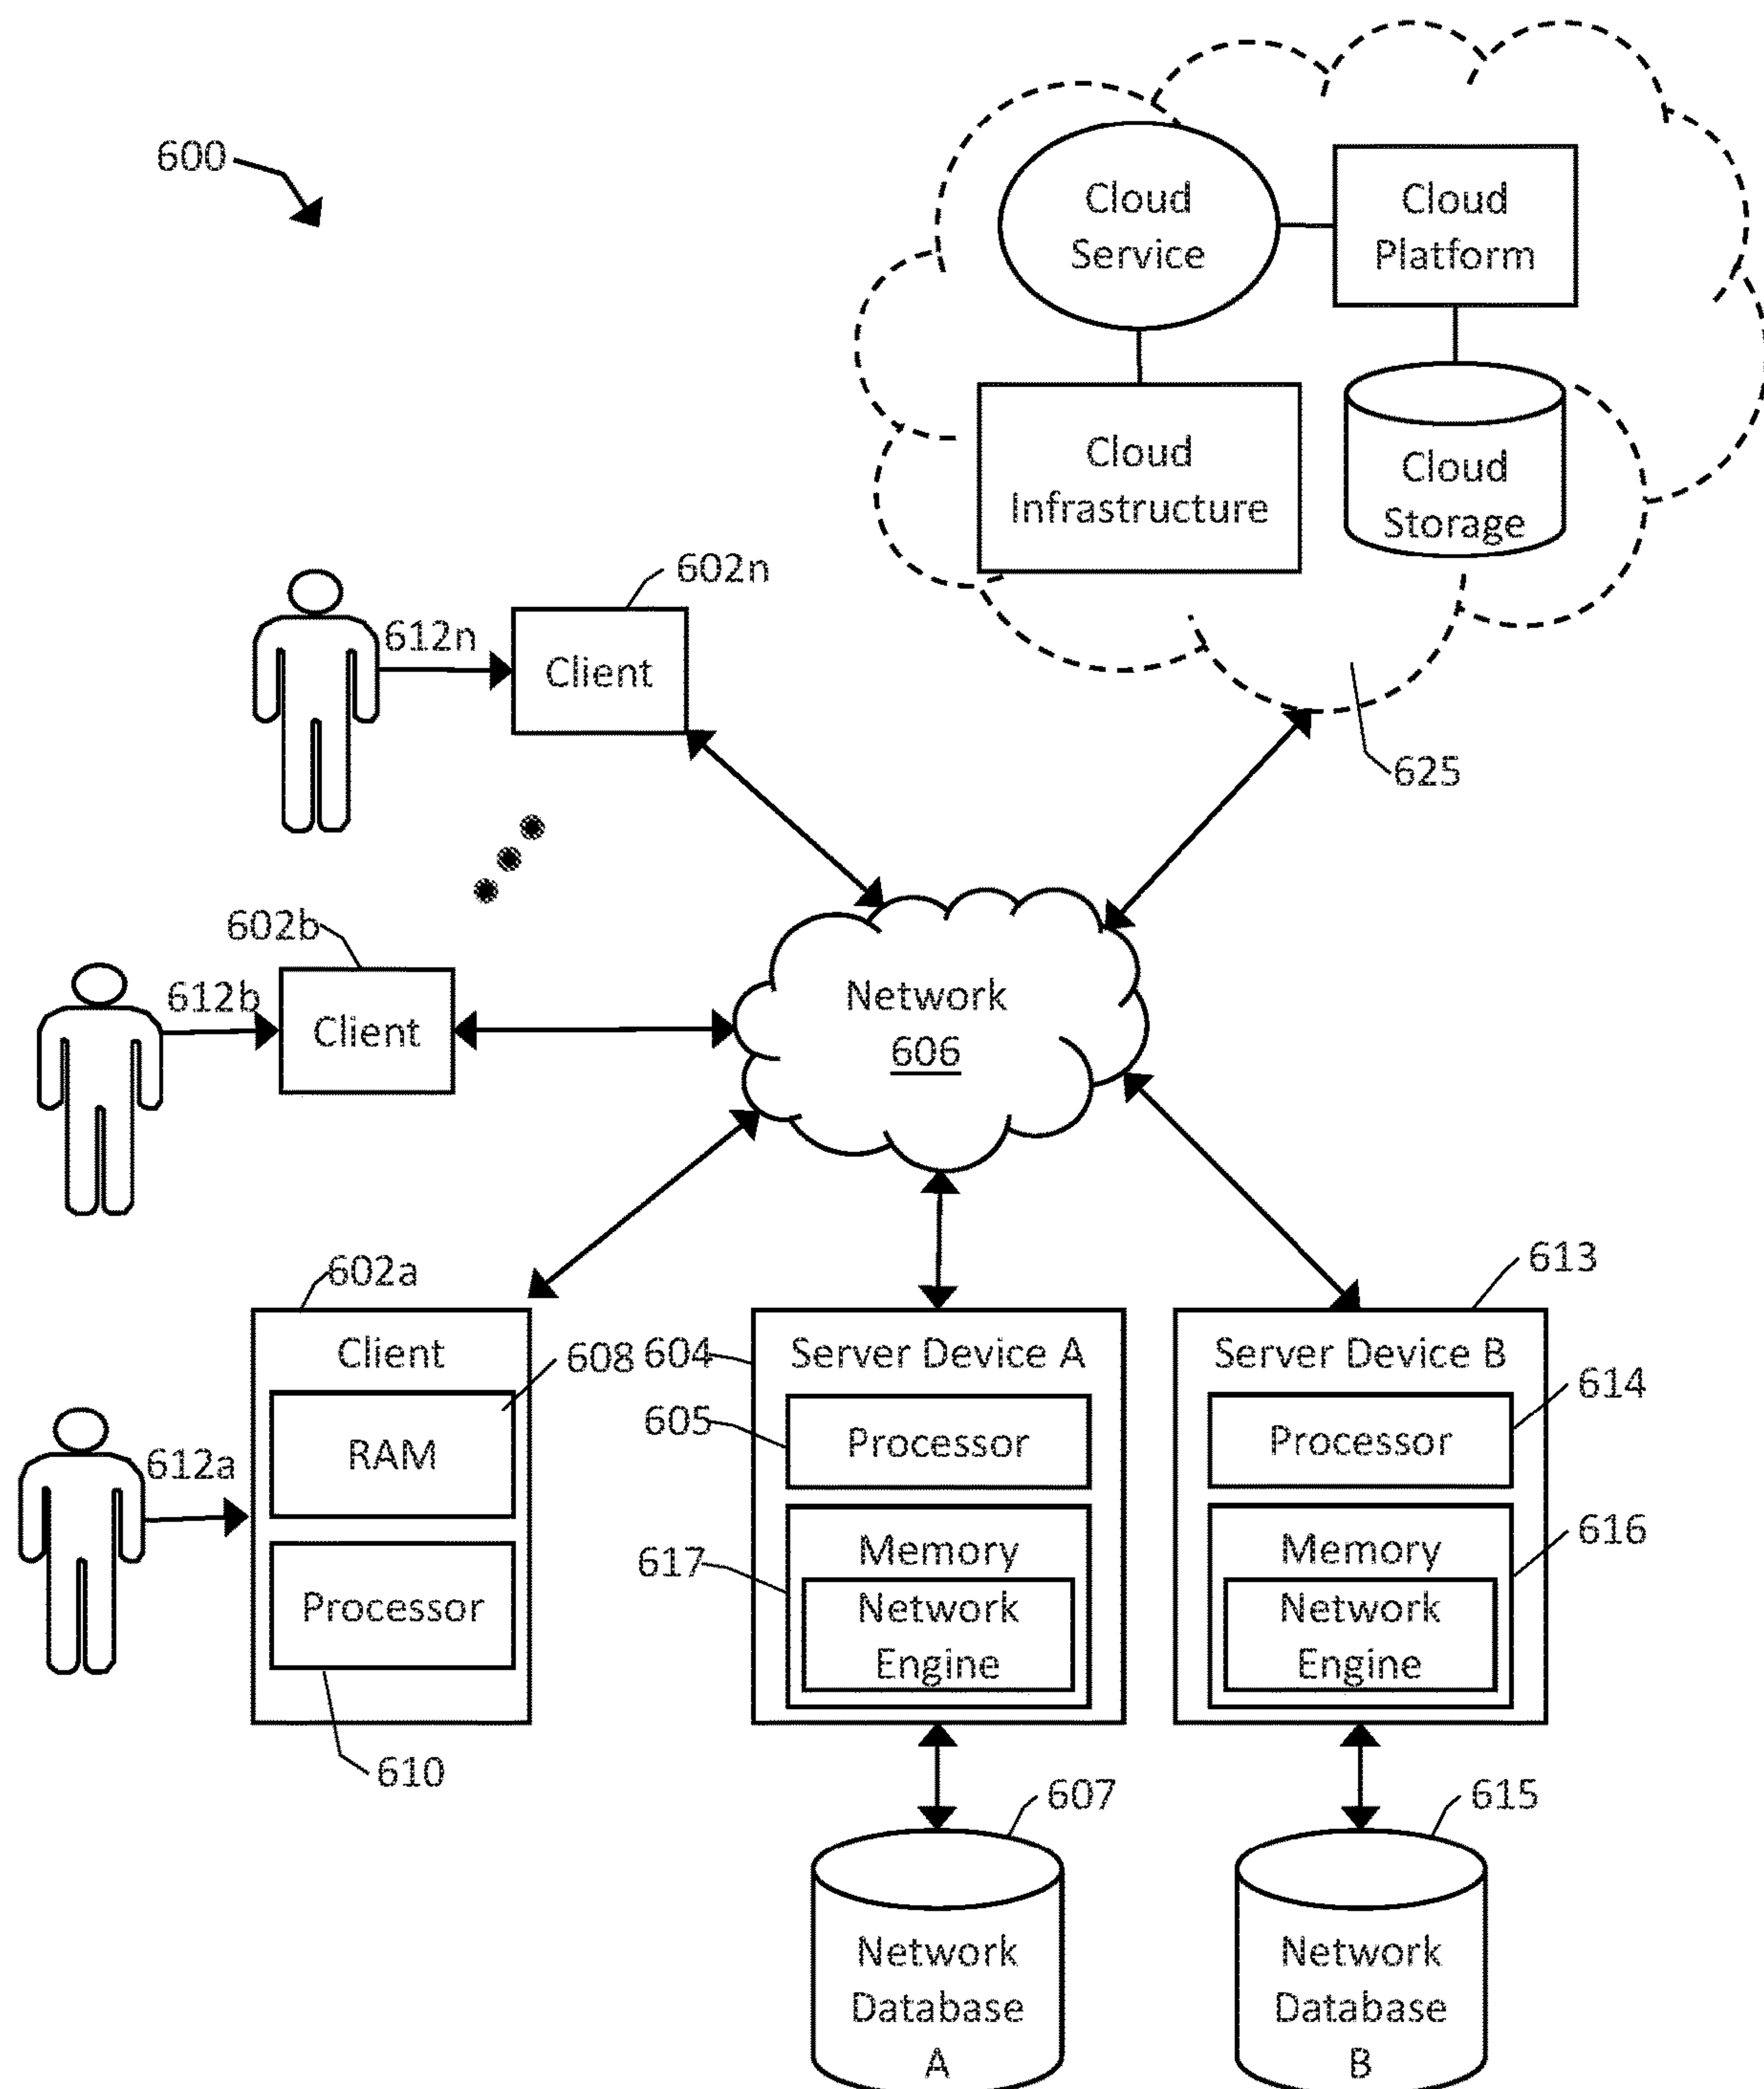 600
Cloud
Service
Cloud
Platform
Cloud
Infrastructure
Cloud
Storage
602n
612n
Client
625
602b
612b
Client
Network
606
602a
613
Client
608
604
Server Device A
Server Device B
614
605
Processor
Processor
RAM
612a
616
617
Memory
Memory
Processor
Network
Engine
Network
Engine
610
607
615
Network
Database
A
Network
Database
B